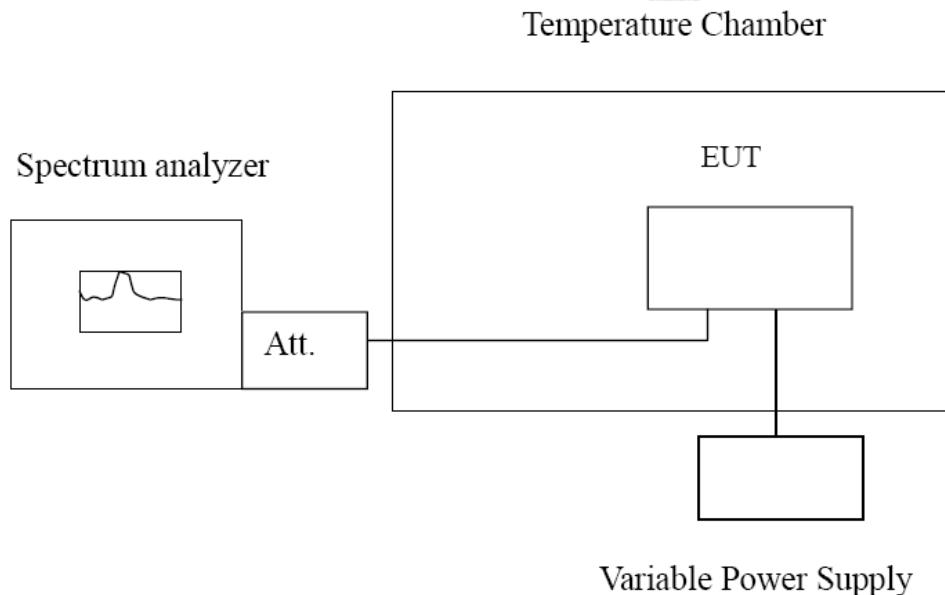 Temperature Chamber
Spectrum analyzer
EUT
Att.
Variable Power Supply